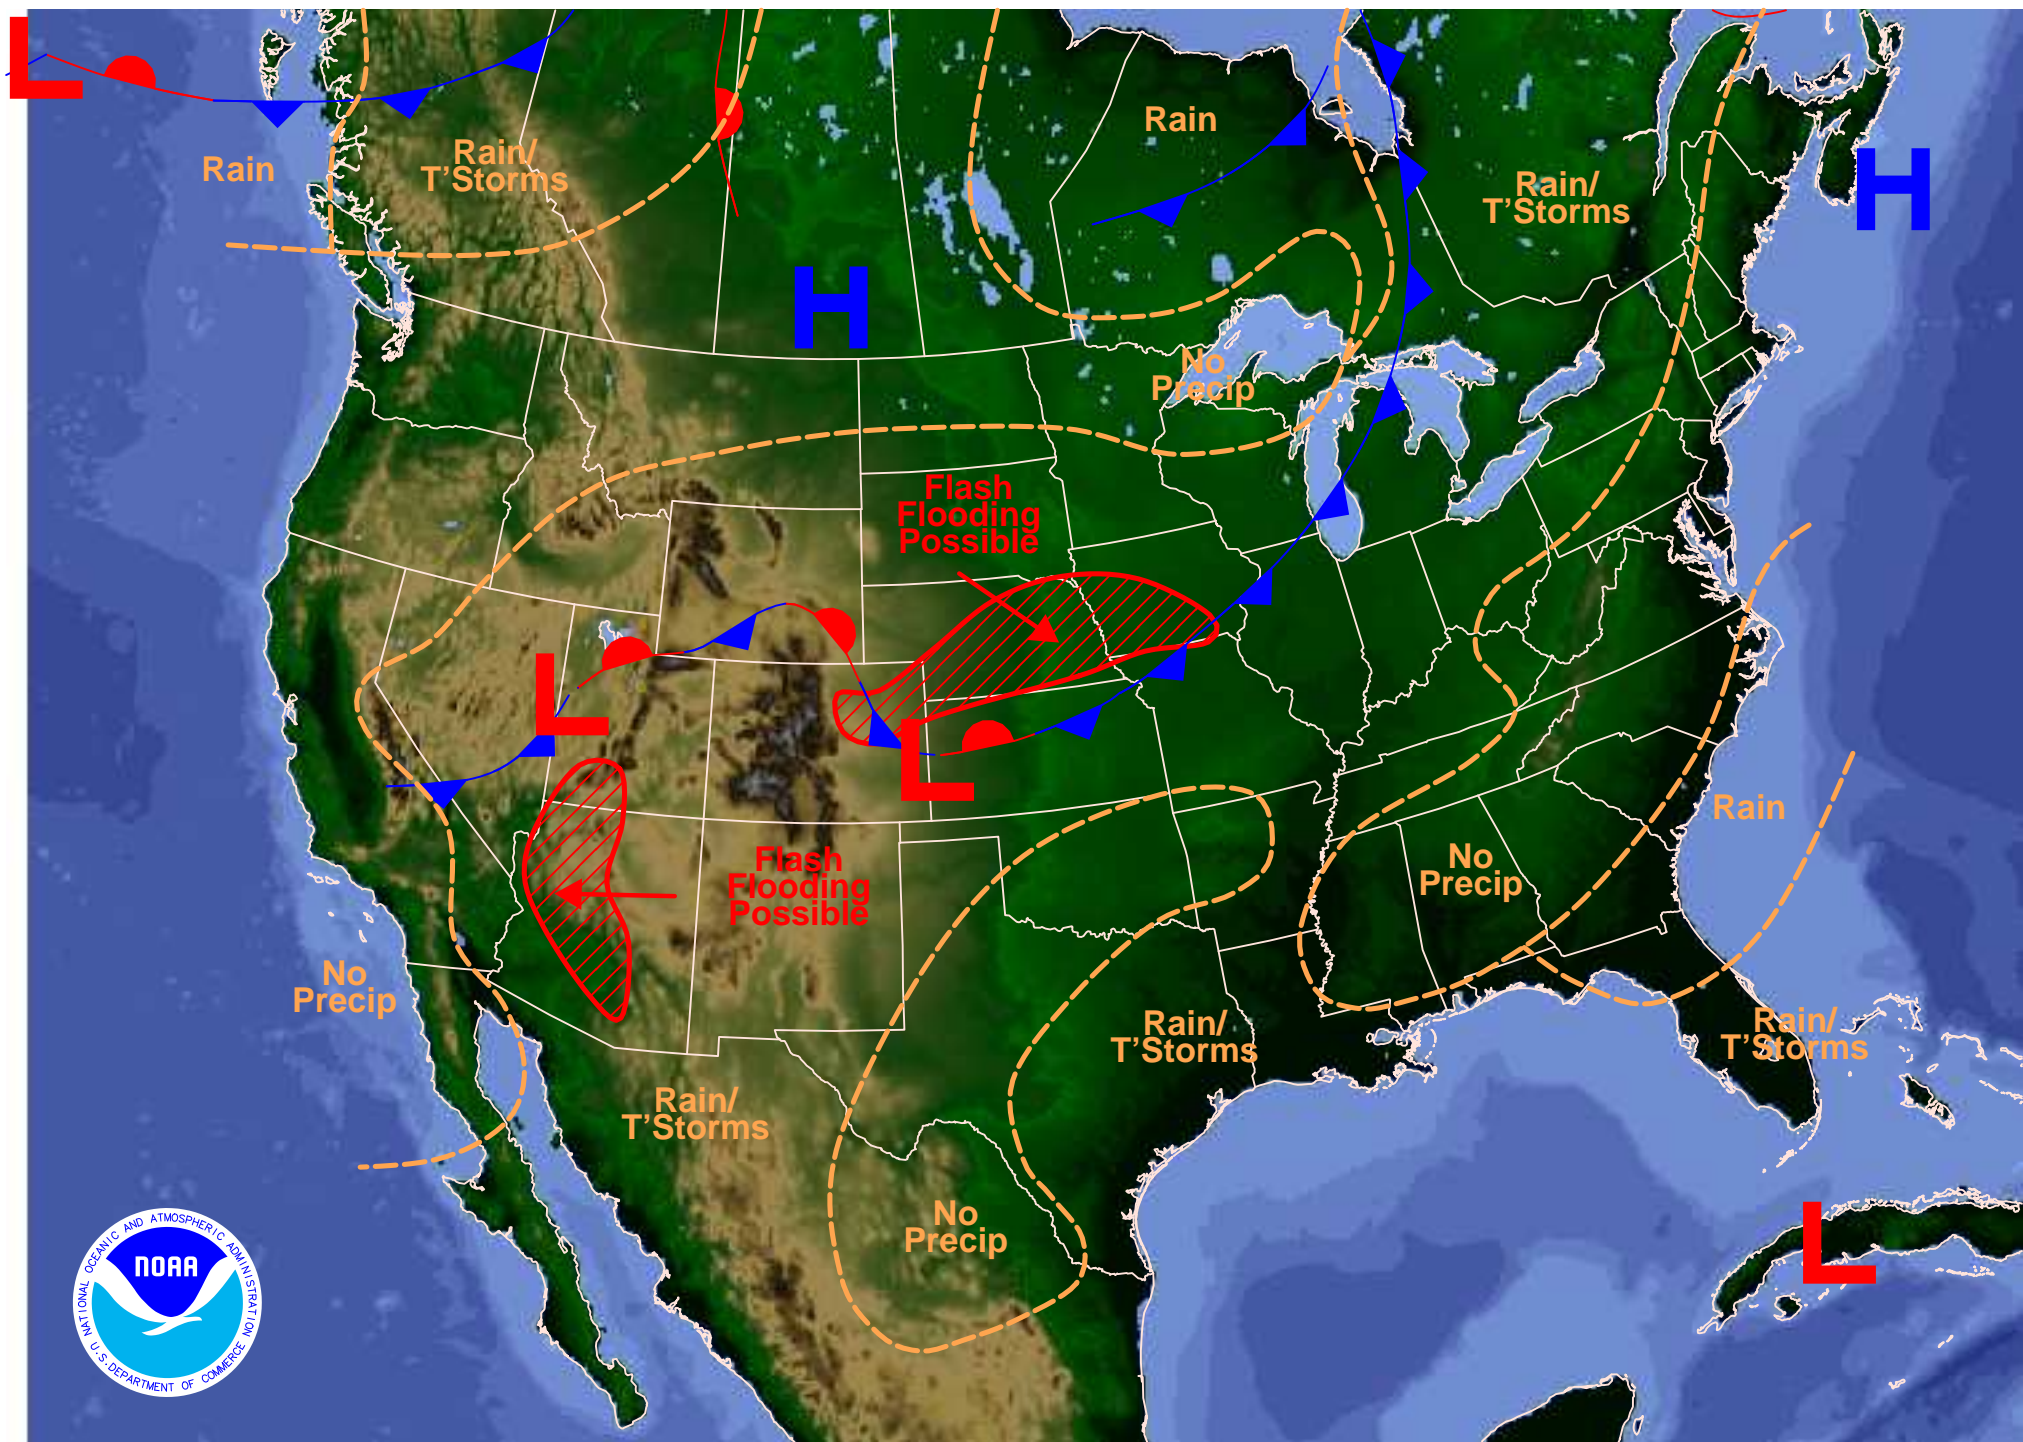 L
Rain
Rain/
T'Storms
Rain
Rain/
T'Storms
H
H
No
Precip
Flash
Flooding
Possible
L
L
Flash
Flooding
Possible
Rain
No
Precip
No
Precip
Rain/
T'Storms
Rain/
T'Storms
Rain/
T'Storms
No
Precip
L
NATIONAL OCEANIC AND ATMOSPHERIC ADMINISTRATION
NOAA
U.S. DEPARTMENT OF COMMERCE